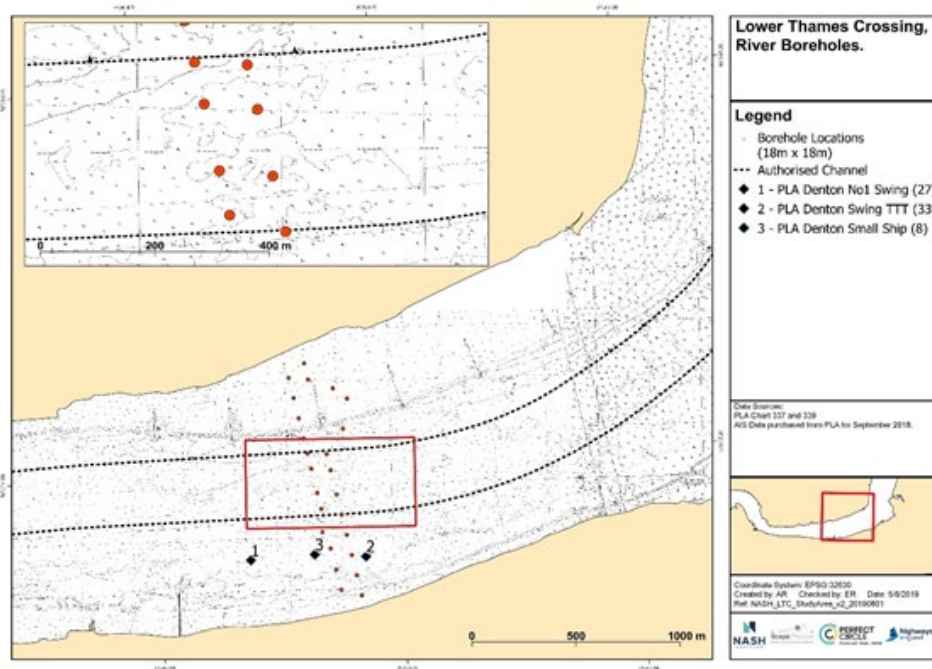 Lower Thames Crossing,
River Boreholes.
Legend
Borehole Locations
(18m x 18m)
Authorised Channel
1 - PLA Denton No1 Swing (27
2 - PLA Denton Swing TTT (33
3 - PLA Denton Small Ship (8)
0 200 400 m
1
3
2
0 500 1000 m
Data Sources:
PLA Chart 337 and 339
AIS Data purchased from PLA for September 2018.
Coordinate System: EPSG:32630
Created by: AR Checked by: ER Date: 5/8/2019
Ref: NASH_LTC_StudyArea_v2_20190801
NASH
PERFECT
CIRCLE
highways